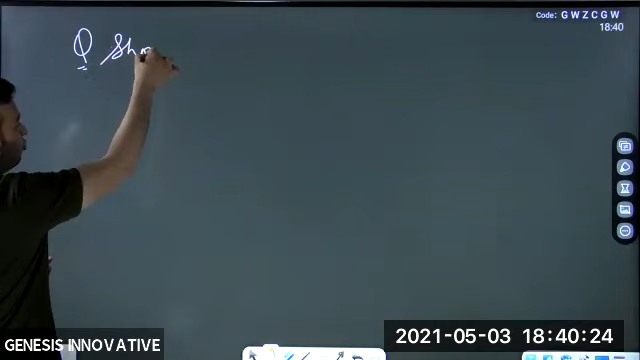 Code: G W Z C G W
18:40
Q Sho
GENESIS INNOVATIVE
2021-05-03 18:40:24